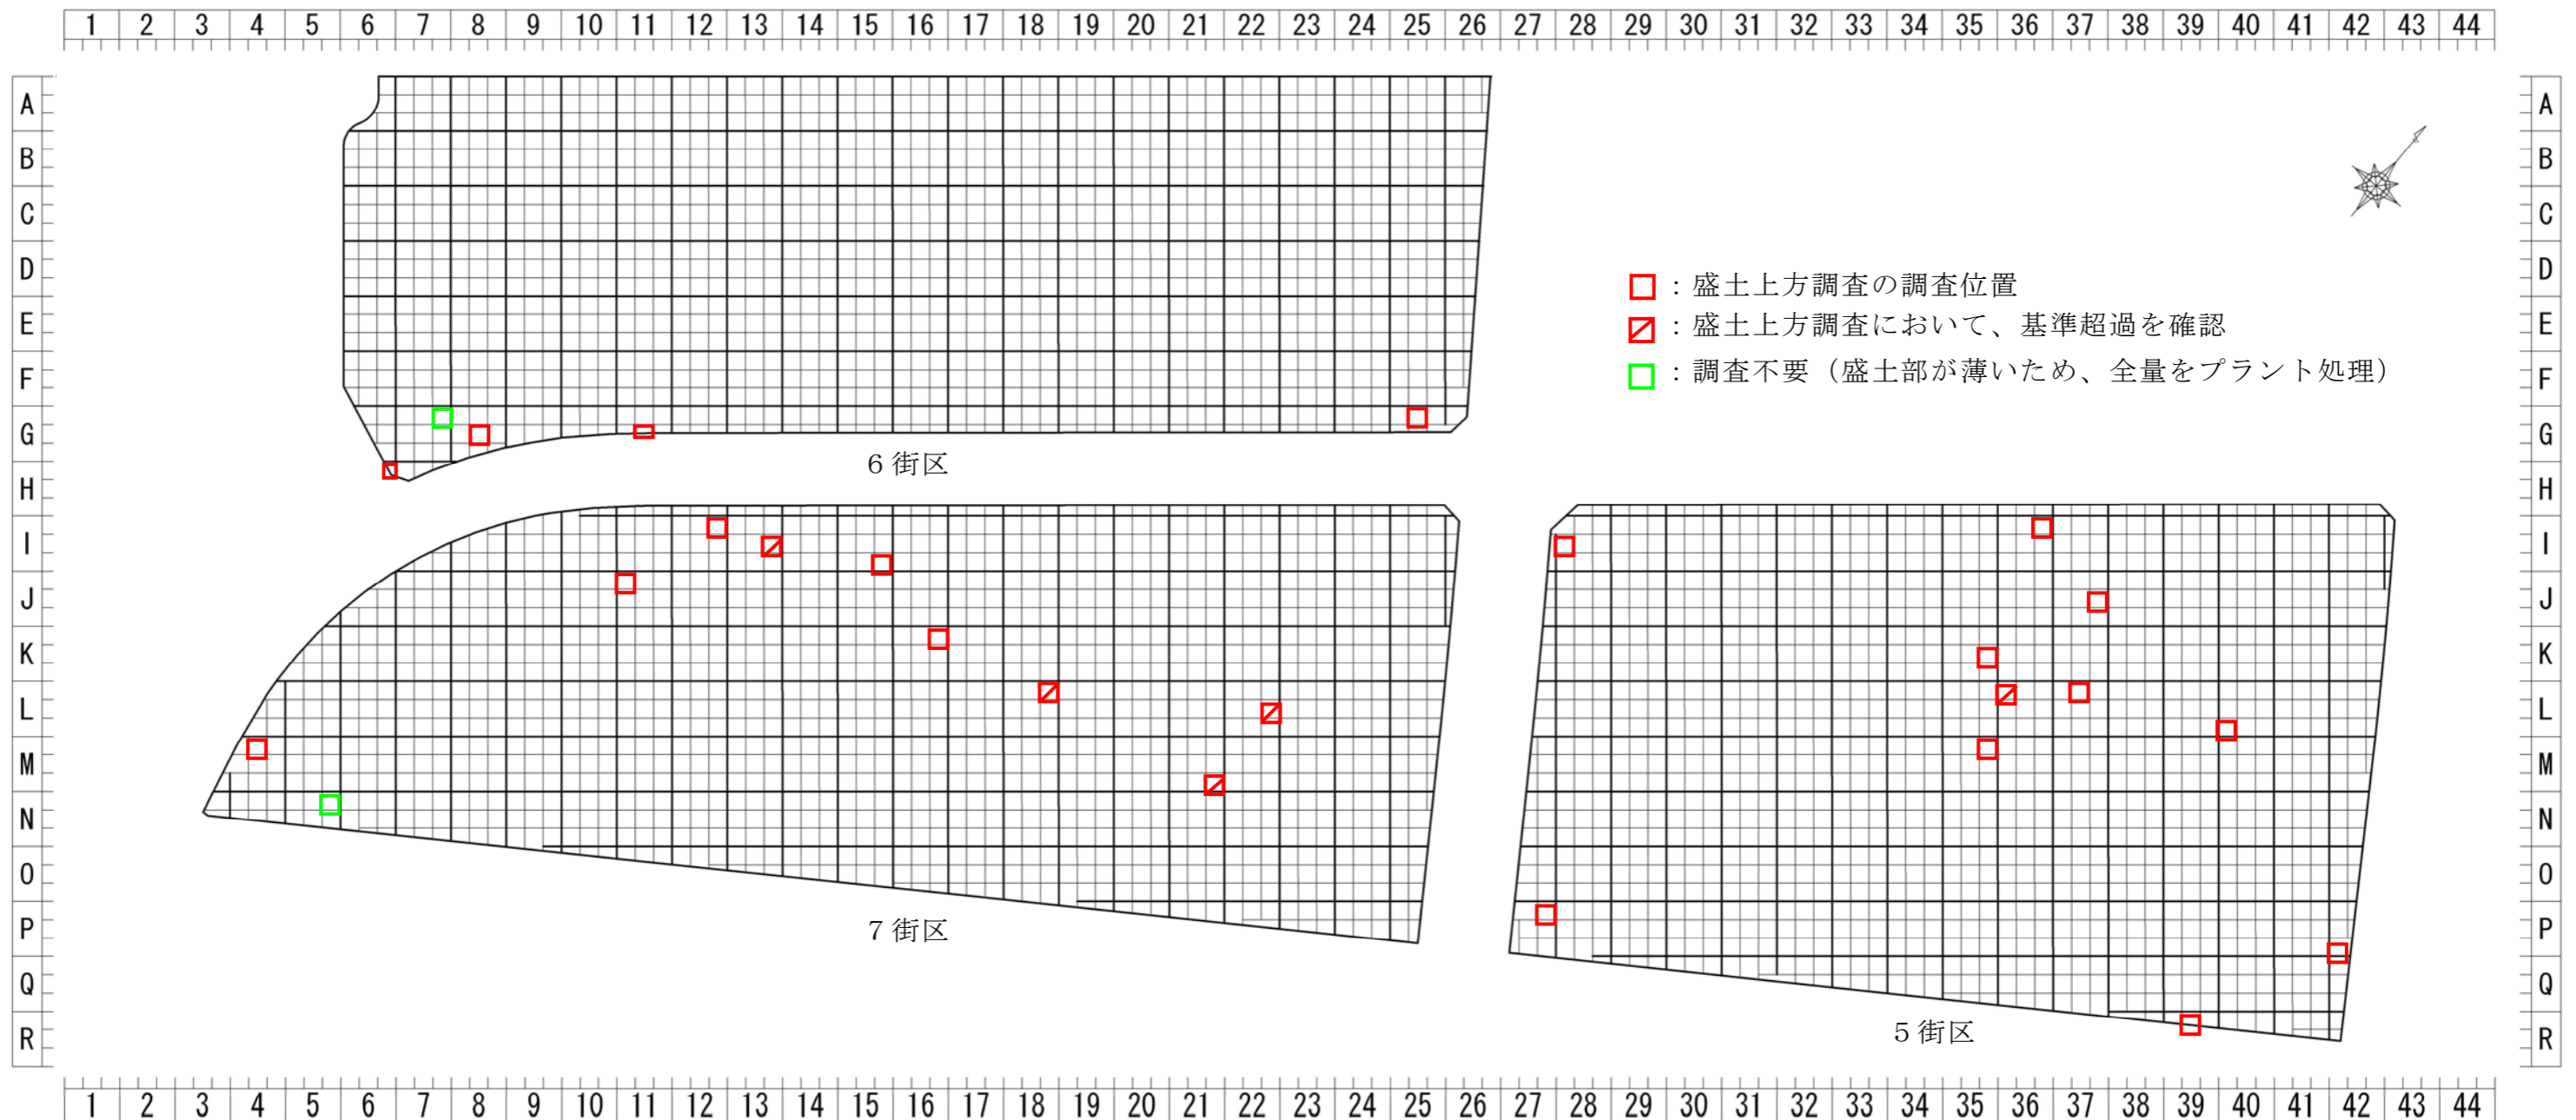 1 2 3 4 5 6 7 8 9 10 11 12 13 14 15 16 17 18 19 20 21 22 23 24 25 26 27 28 29 30 31 32 33 34 35 36 37 38 39 40 41 42 43 44
A A
B B
C C
D D
:盛土上方調査の調査位置
E E
:盛土上方調査において、基準超過を確認
F F
:調査不要(盛土部が薄いため、全量をプラント処理)
G G
6街区
H H
I I
J J
K K
L L
M M
N N
O O
P P
7街区
Q Q
R R
5街区
1 2 3 4 5 6 7 8 9 10 11 12 13 14 15 16 17 18 19 20 21 22 23 24 25 26 27 28 29 30 31 32 33 34 35 36 37 38 39 40 41 42 43 44